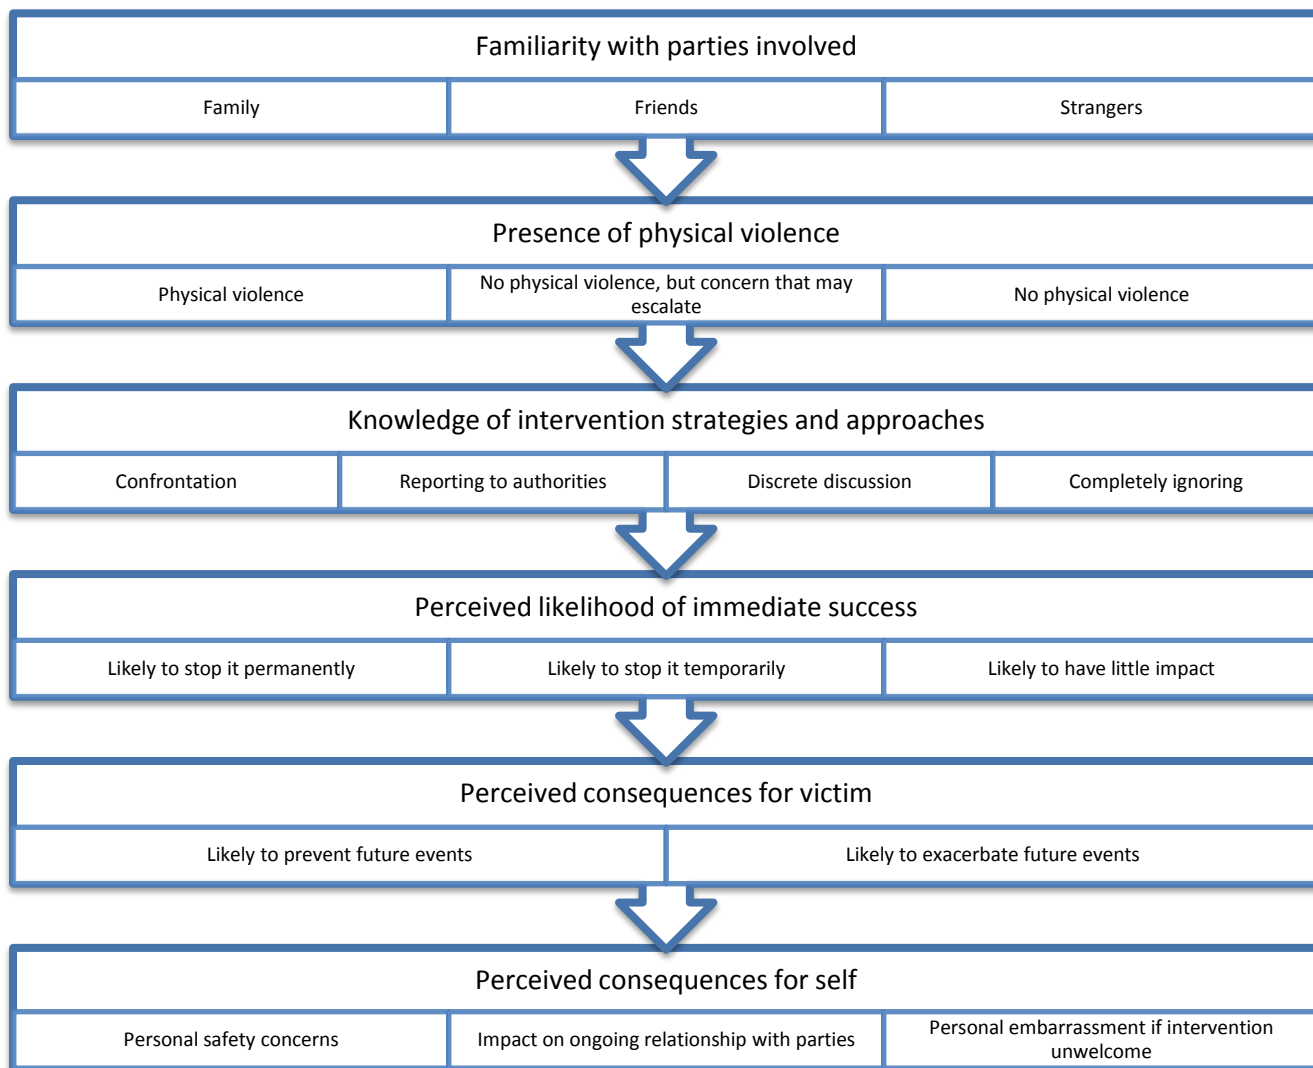 Familiarity with parties involved
Family
Friends
Strangers
Presence of physical violence
Physical violence
No physical violence, but concern that may
escalate
No physical violence
Knowledge of intervention strategies and approaches
Confrontation
Reporting to authorities
Discrete discussion
Completely ignoring
Perceived likelihood of immediate success
Likely to stop it permanently
Likely to stop it temporarily
Likely to have little impact
Perceived consequences for victim
Likely to prevent future events
Likely to exacerbate future events
Perceived consequences for self
Personal safety concerns
Impact on ongoing relationship with parties
Personal embarrassment if intervention
unwelcome